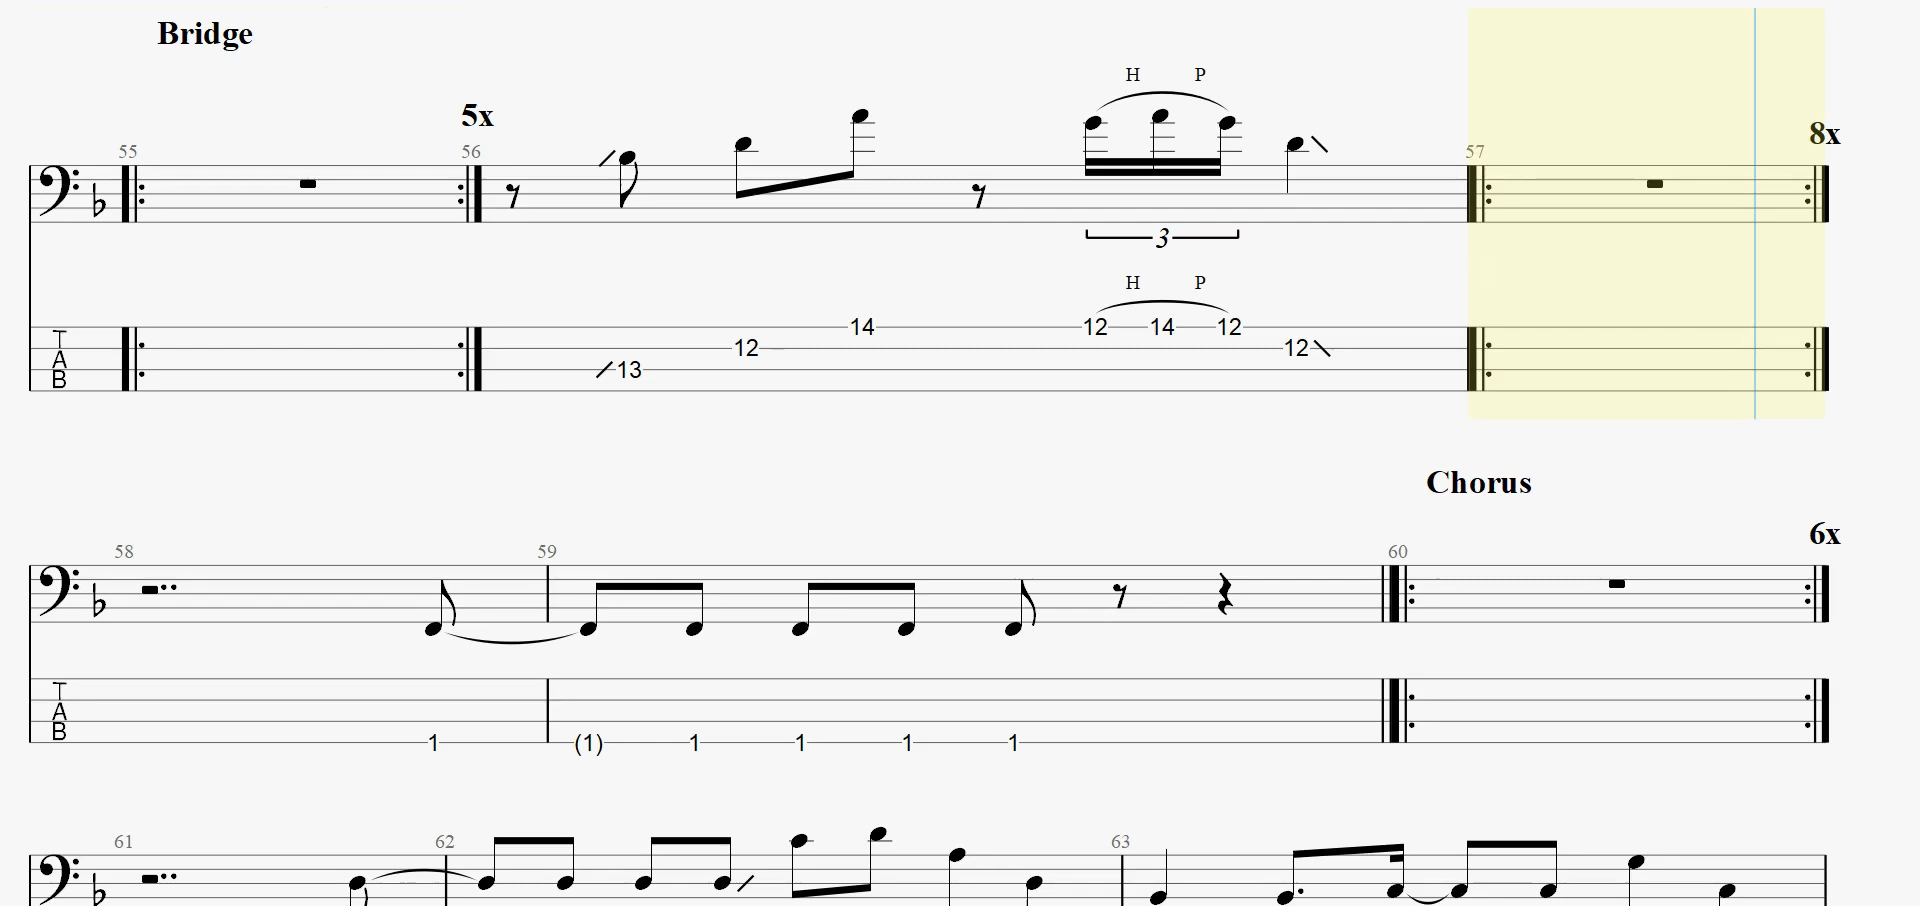 Bridge
5x
H P
8x
55 56 57
3
H P
14 12 14 12
12 12
13
T
A
B
Chorus
6x
58 59 60
T
A
B
1 (1) 1 1 1 1
61 62 63